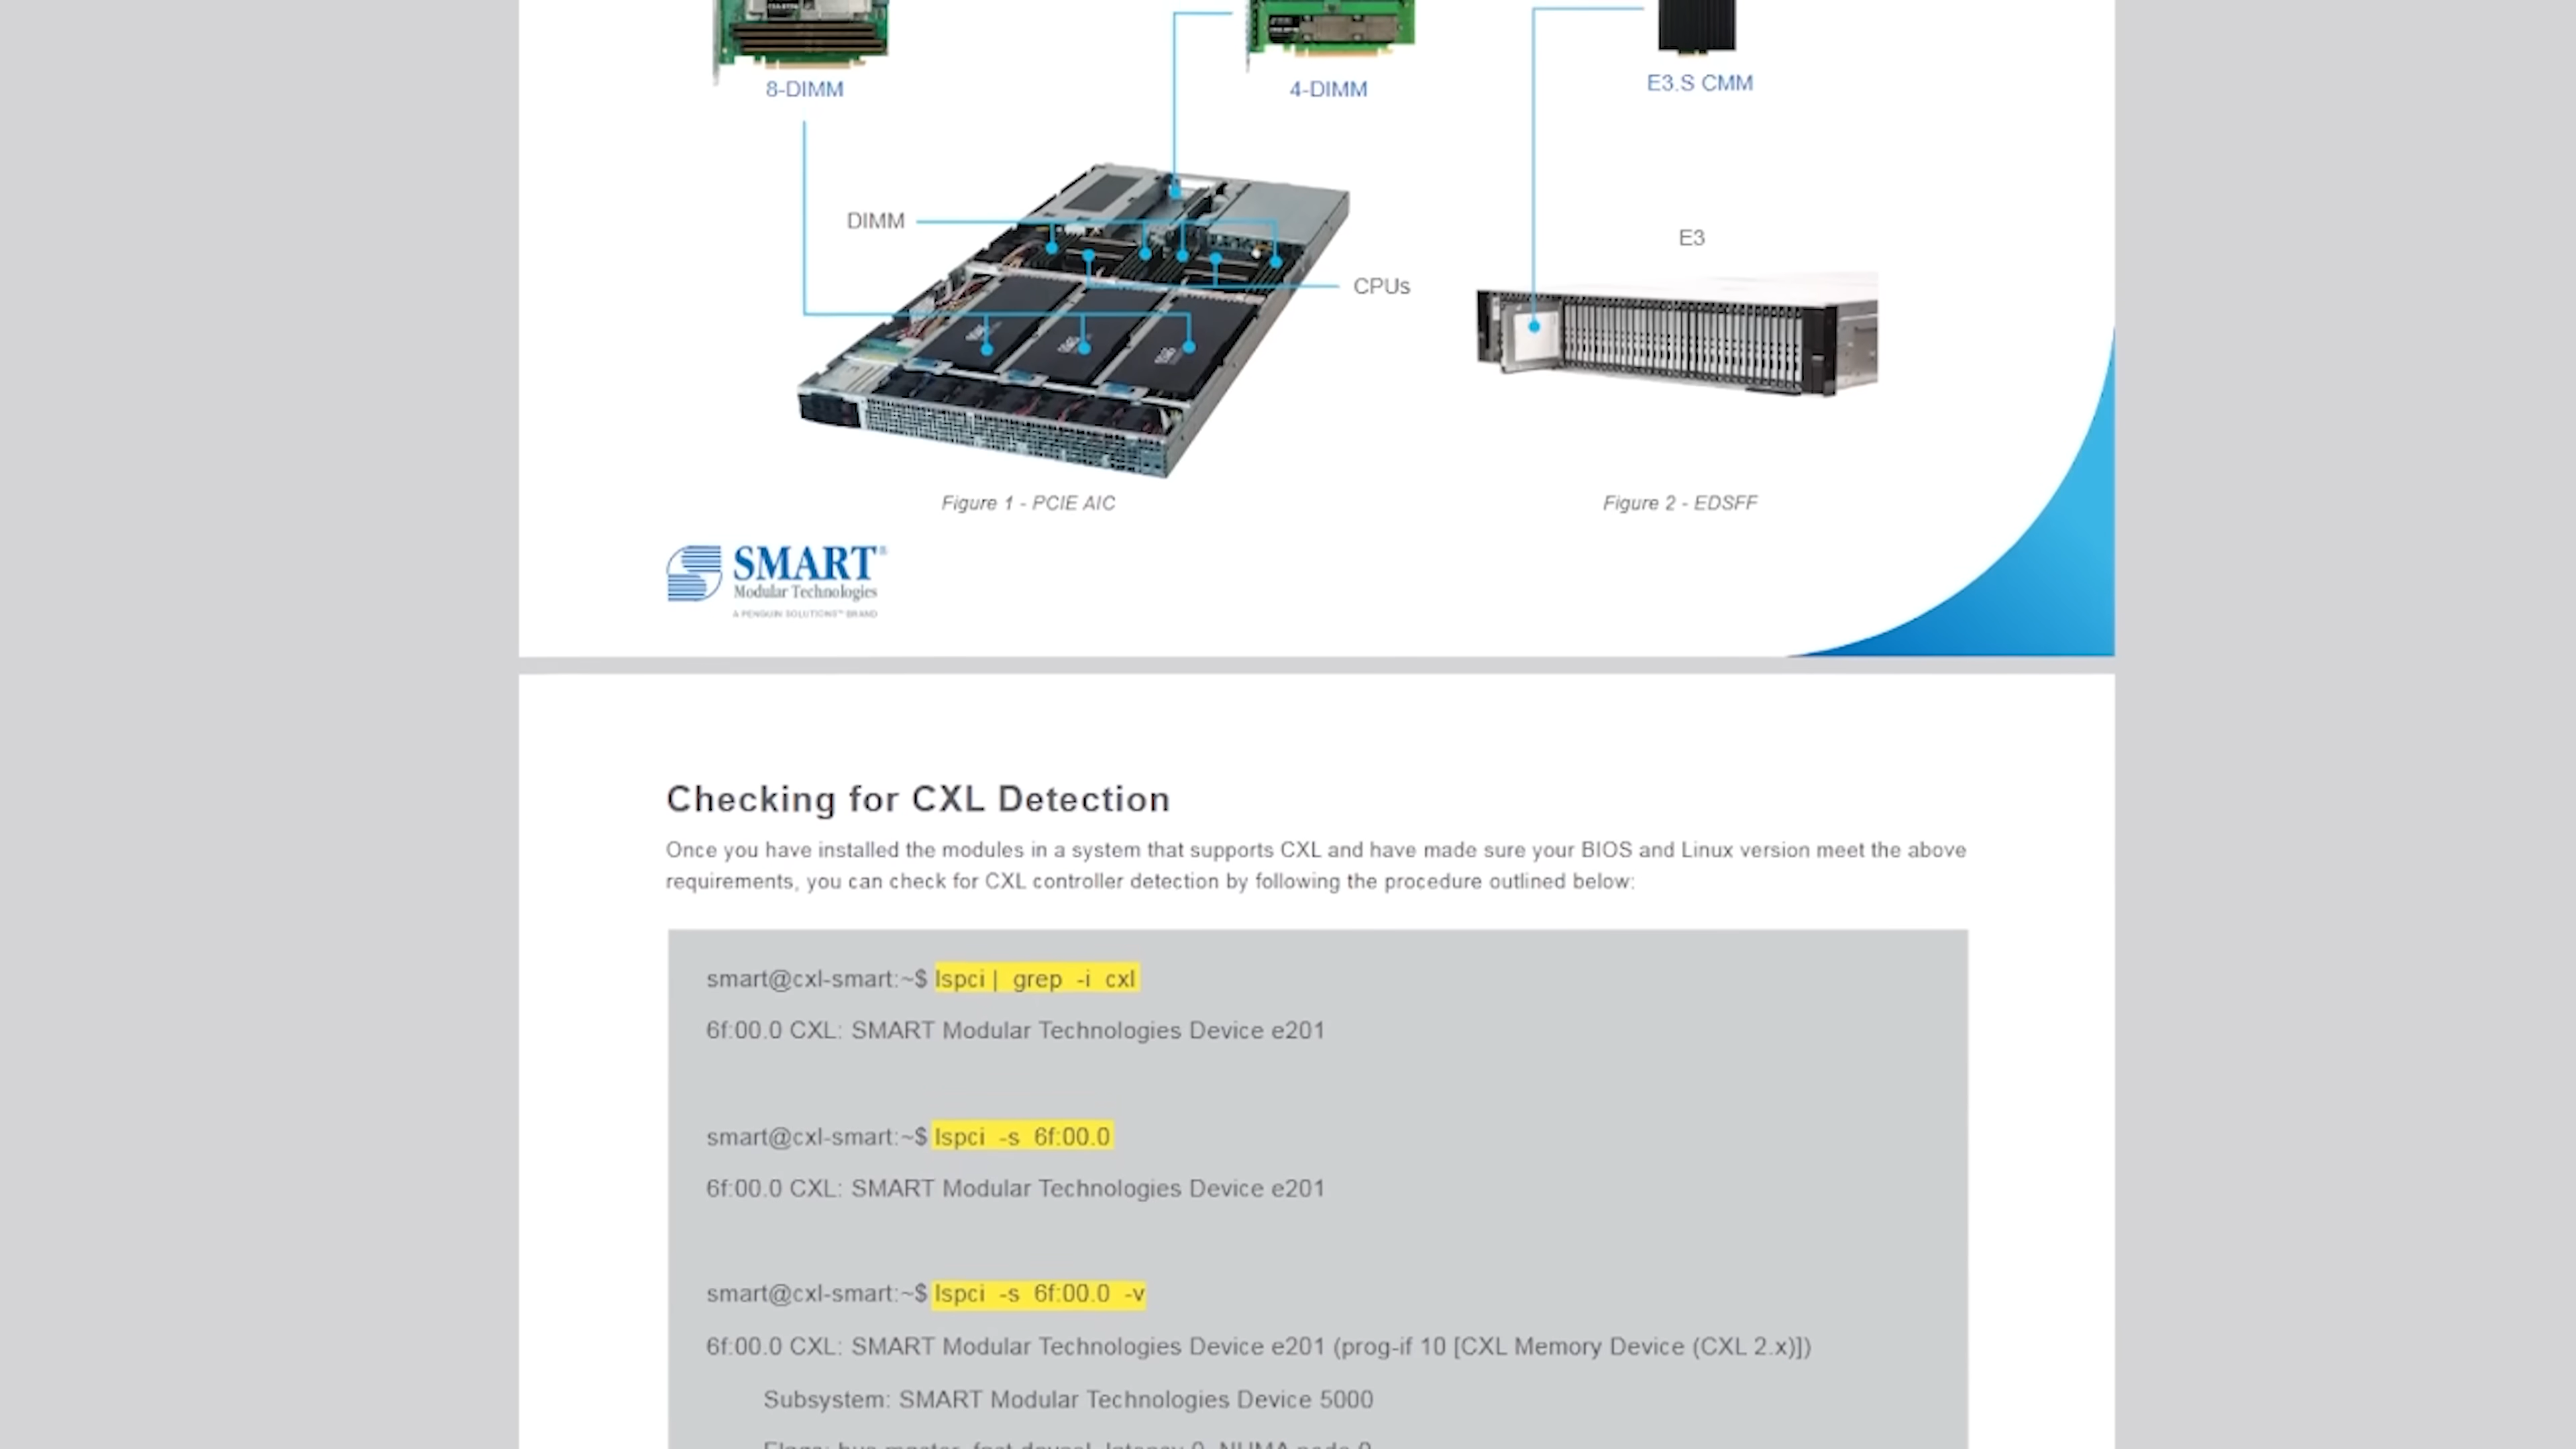 8-DIMM
4-DIMM
E3.S CMM
DIMM
CPUs
E3
Figure 1 - PCIE AIC
Figure 2 - EDSFF
SMART®
Modular Technologies
A PENGUIN SOLUTIONS™ BRAND
Checking for CXL Detection
Once you have installed the modules in a system that supports CXL and have made sure your BIOS and Linux version meet the above
requirements, you can check for CXL controller detection by following the procedure outlined below:
smart@cxl-smart:~$ lspci | grep -i cxl
6f:00.0 CXL: SMART Modular Technologies Device e201
smart@cxl-smart:~$ lspci -s 6f:00.0
6f:00.0 CXL: SMART Modular Technologies Device e201
smart@cxl-smart:~$ lspci -s 6f:00.0 -v
6f:00.0 CXL: SMART Modular Technologies Device e201 (prog-if 10 [CXL Memory Device (CXL 2.x)])
Subsystem: SMART Modular Technologies Device 5000